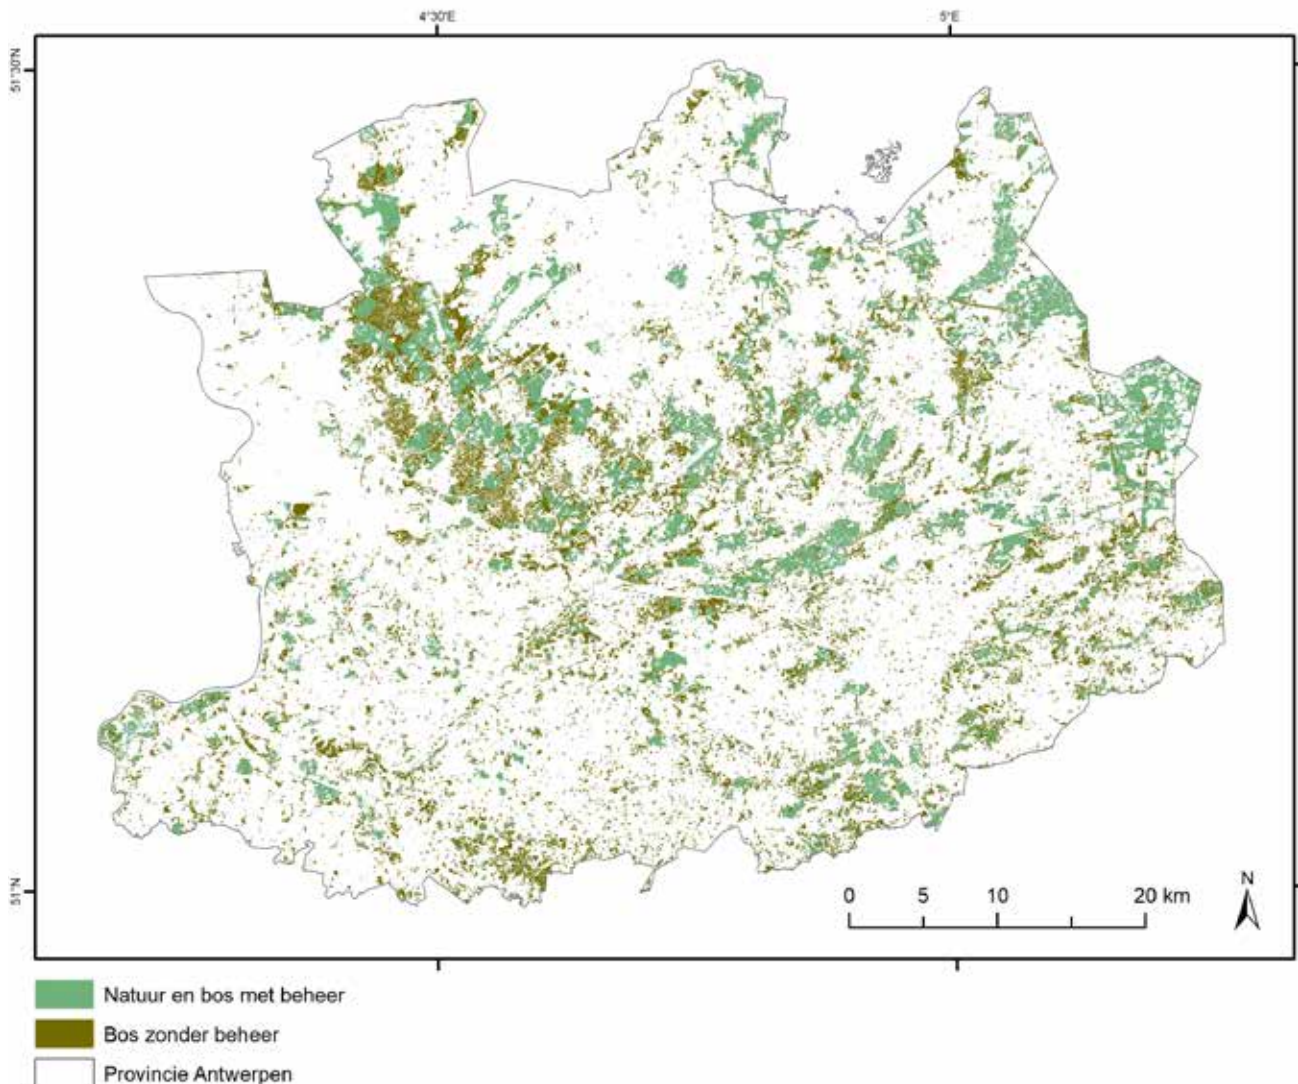 4°30'E 5°E
51°30'N
51°N
N
0 5 10 20 km
Natuur en bos met beheer
Bos zonder beheer
Provincie Antwerpen